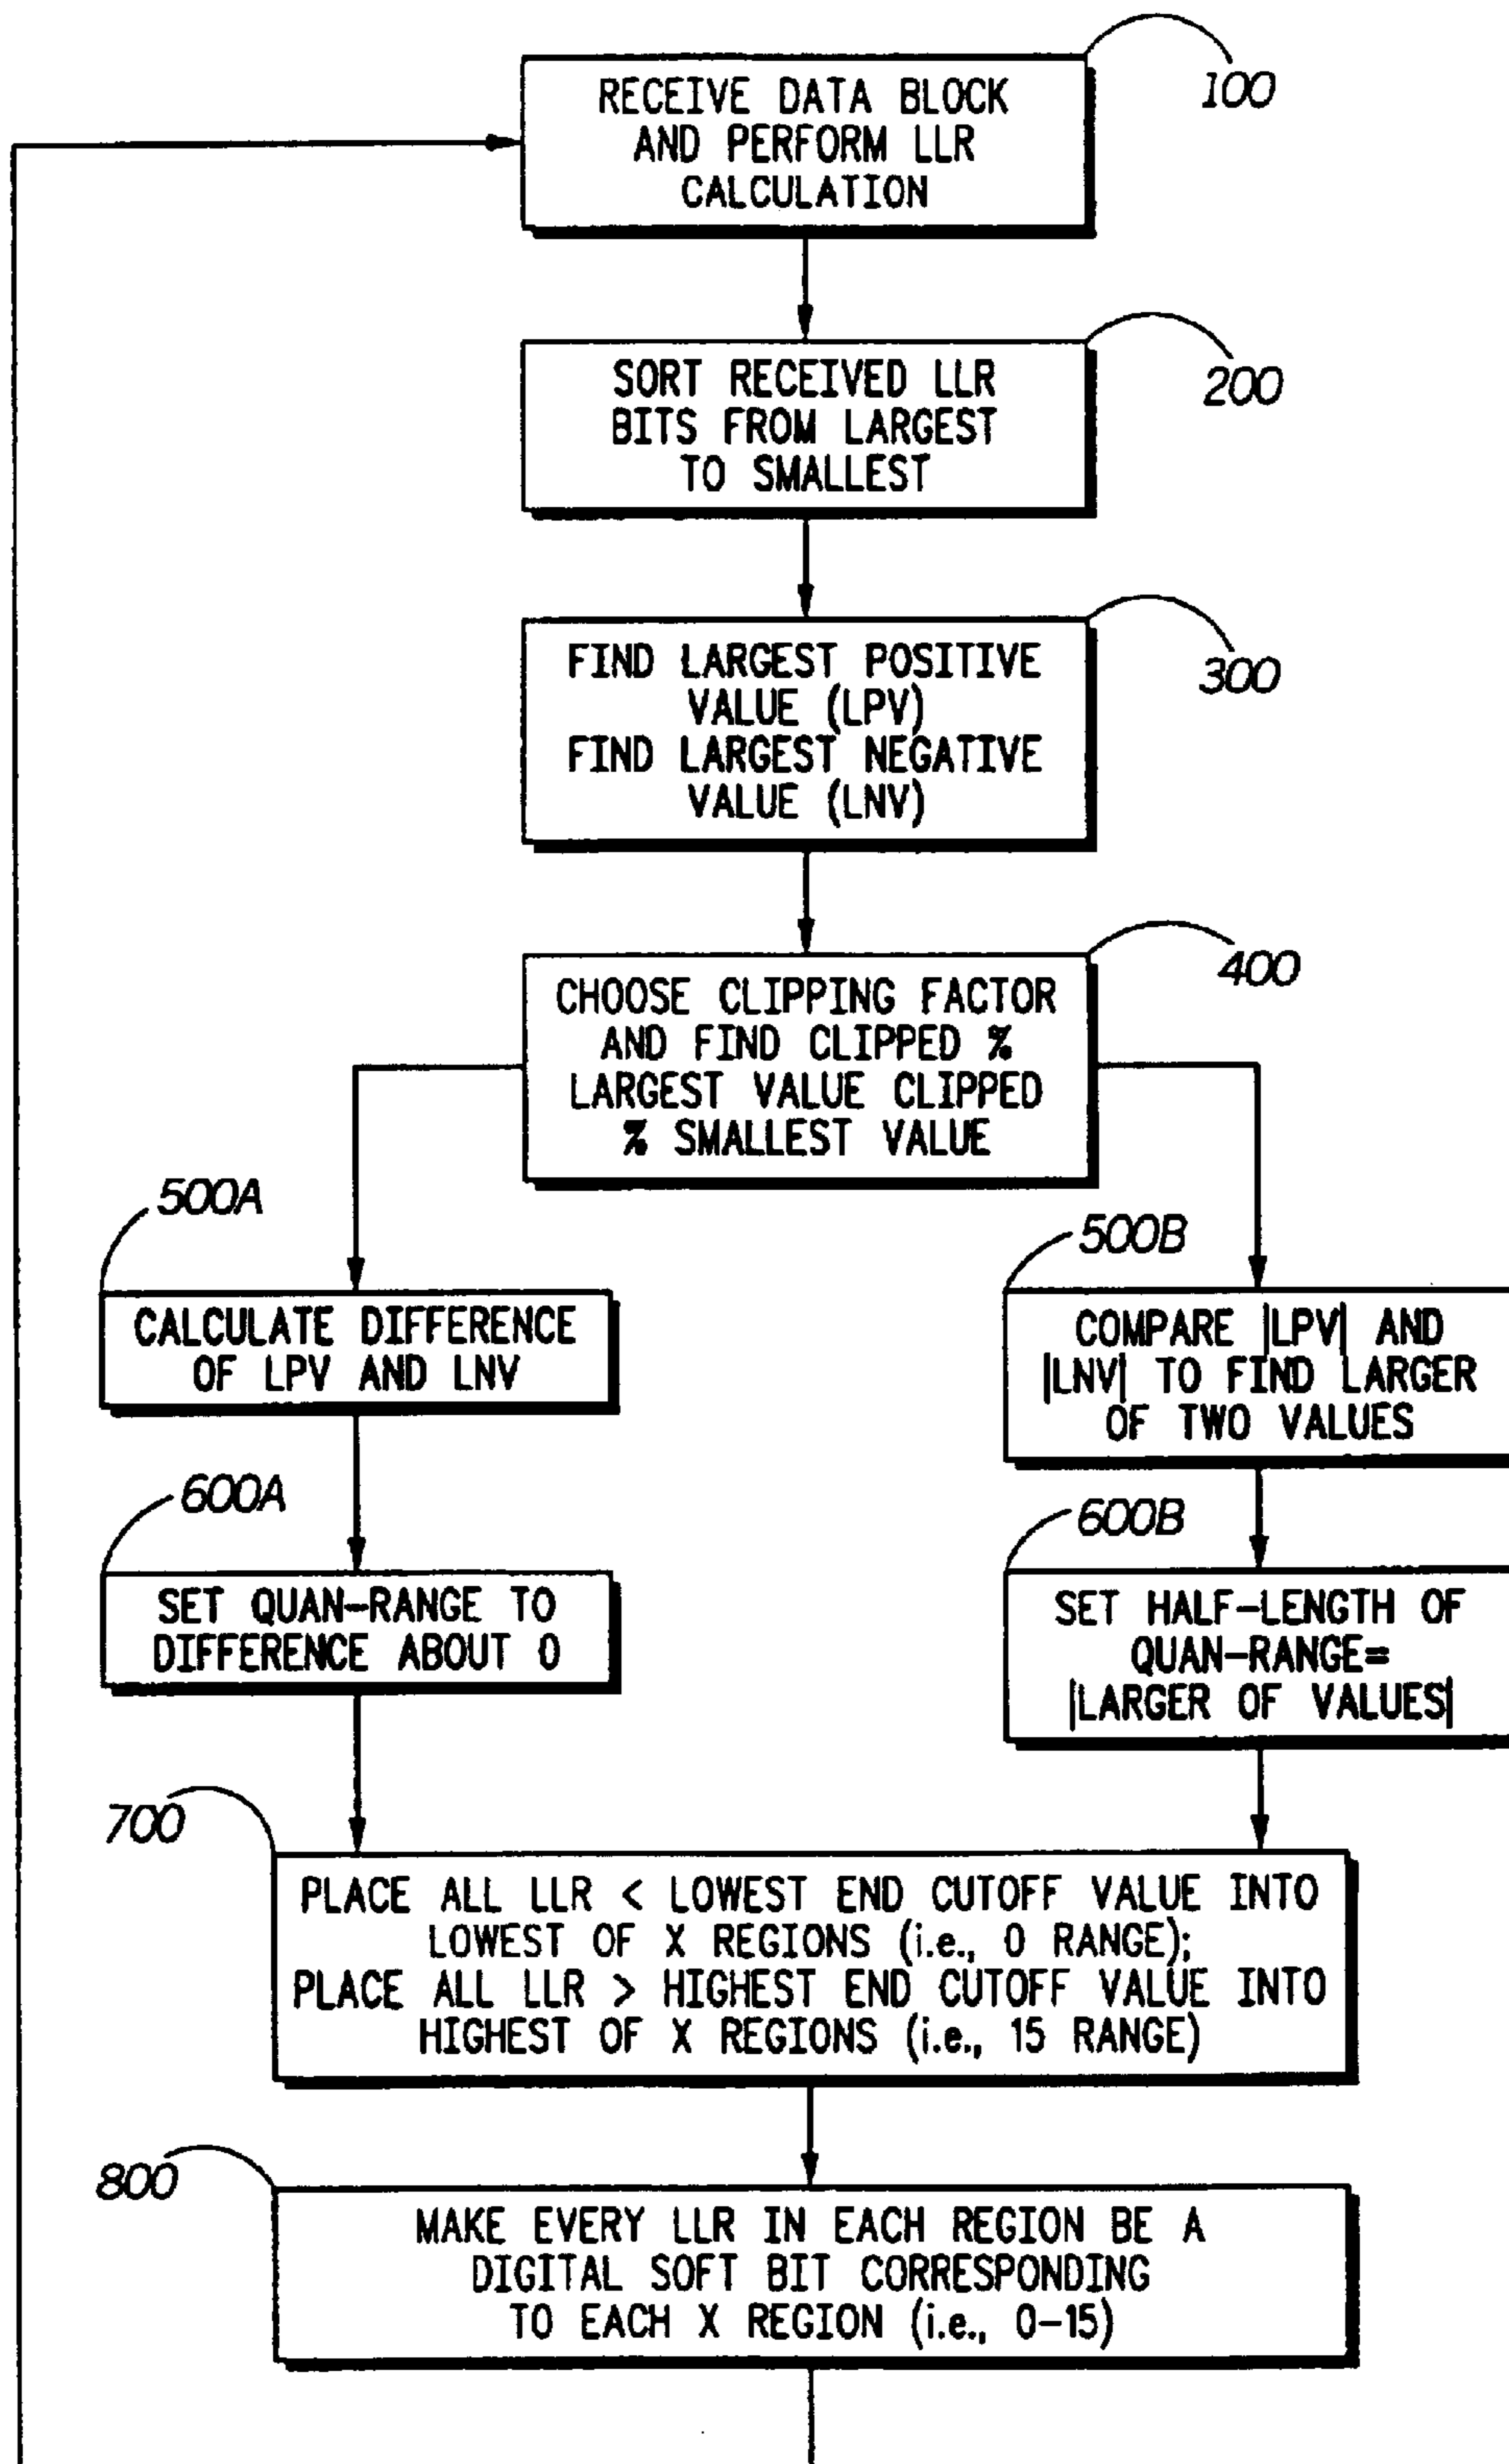 RECEIVE DATA BLOCK
AND PERFORM LLR
CALCULATION
100
SORT RECEIVED LLR
BITS FROM LARGEST
TO SMALLEST
200
FIND LARGEST POSITIVE
VALUE (LPV)
FIND LARGEST NEGATIVE
VALUE (LNV)
300
CHOOSE CLIPPING FACTOR
AND FIND CLIPPED %
LARGEST VALUE CLIPPED
% SMALLEST VALUE
400
500A
CALCULATE DIFFERENCE
OF LPV AND LNV
500B
COMPARE |LPV| AND
|LNV| TO FIND LARGER
OF TWO VALUES
600A
SET QUAN-RANGE TO
DIFFERENCE ABOUT 0
600B
SET HALF-LENGTH OF
QUAN-RANGE=
|LARGER OF VALUES|
700
PLACE ALL LLR < LOWEST END CUTOFF VALUE INTO
LOWEST OF X REGIONS (i.e., 0 RANGE);
PLACE ALL LLR > HIGHEST END CUTOFF VALUE INTO
HIGHEST OF X REGIONS (i.e., 15 RANGE)
800
MAKE EVERY LLR IN EACH REGION BE A
DIGITAL SOFT BIT CORRESPONDING
TO EACH X REGION (i.e., 0-15)